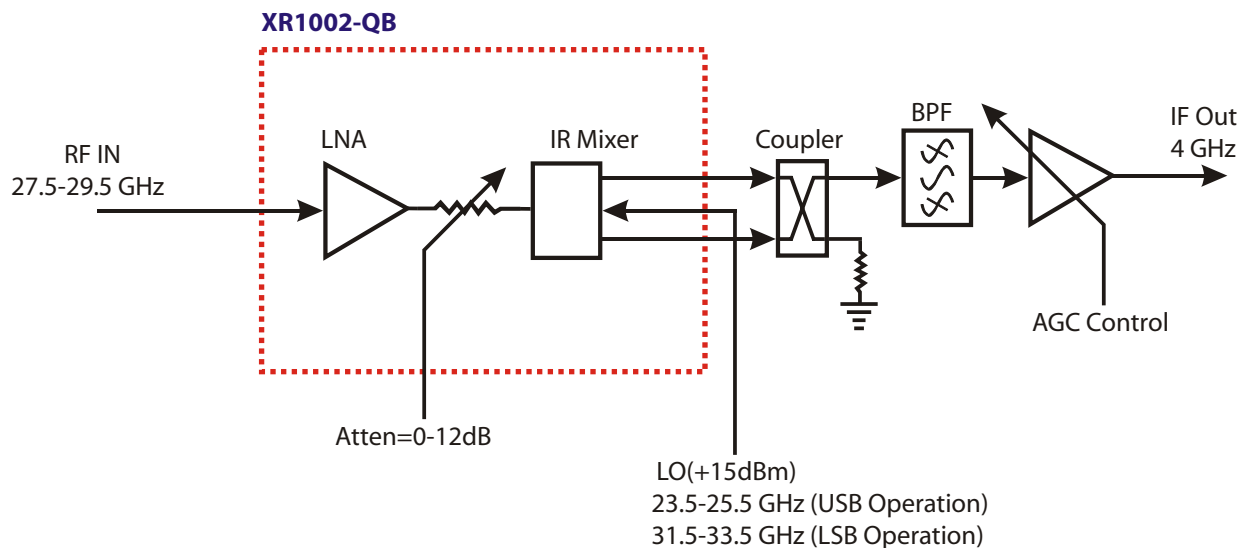 XR1002-QB
RF IN
27.5-29.5 GHz
LNA
IR Mixer
Coupler
BPF
IF Out
4 GHz
AGC Control
Atten=0-12dB
LO(+15dBm)
23.5-25.5 GHz (USB Operation)
31.5-33.5 GHz (LSB Operation)